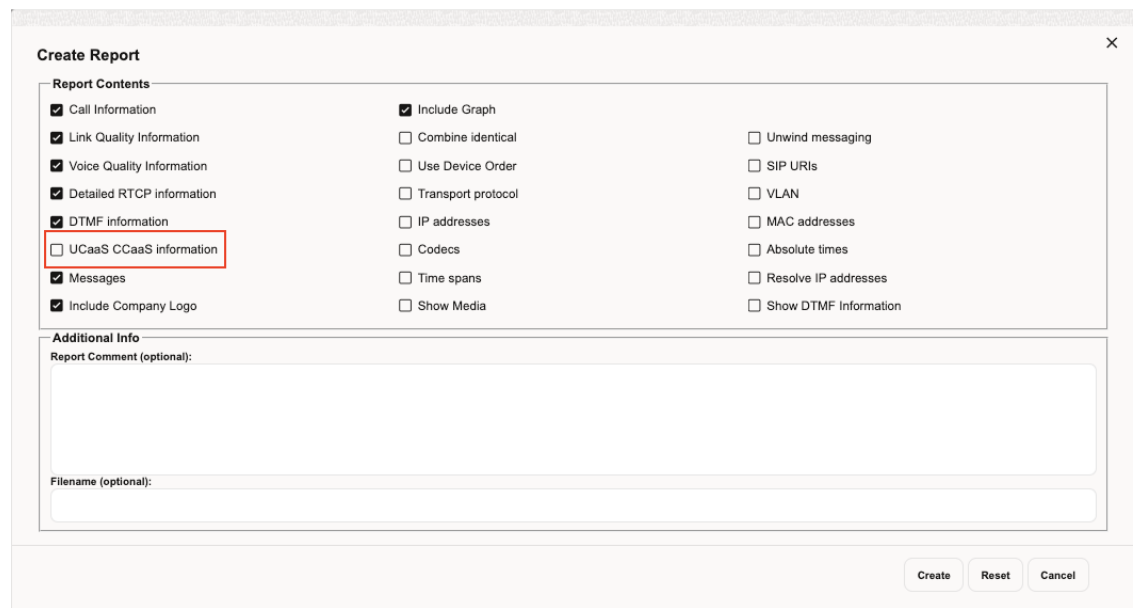 Create Report
Report Contents
Call Information
Include Graph
Link Quality Information
Combine identical
Unwind messaging
Voice Quality Information
Use Device Order
SIP URIs
Detailed RTCP information
Transport protocol
VLAN
DTMF information
IP addresses
MAC addresses
UCaaS CCaaS information
Codecs
Absolute times
Messages
Time spans
Resolve IP addresses
Include Company Logo
Show Media
Show DTMF Information
Additional Info
Report Comment (optional):
Filename (optional):
Create
Reset
Cancel